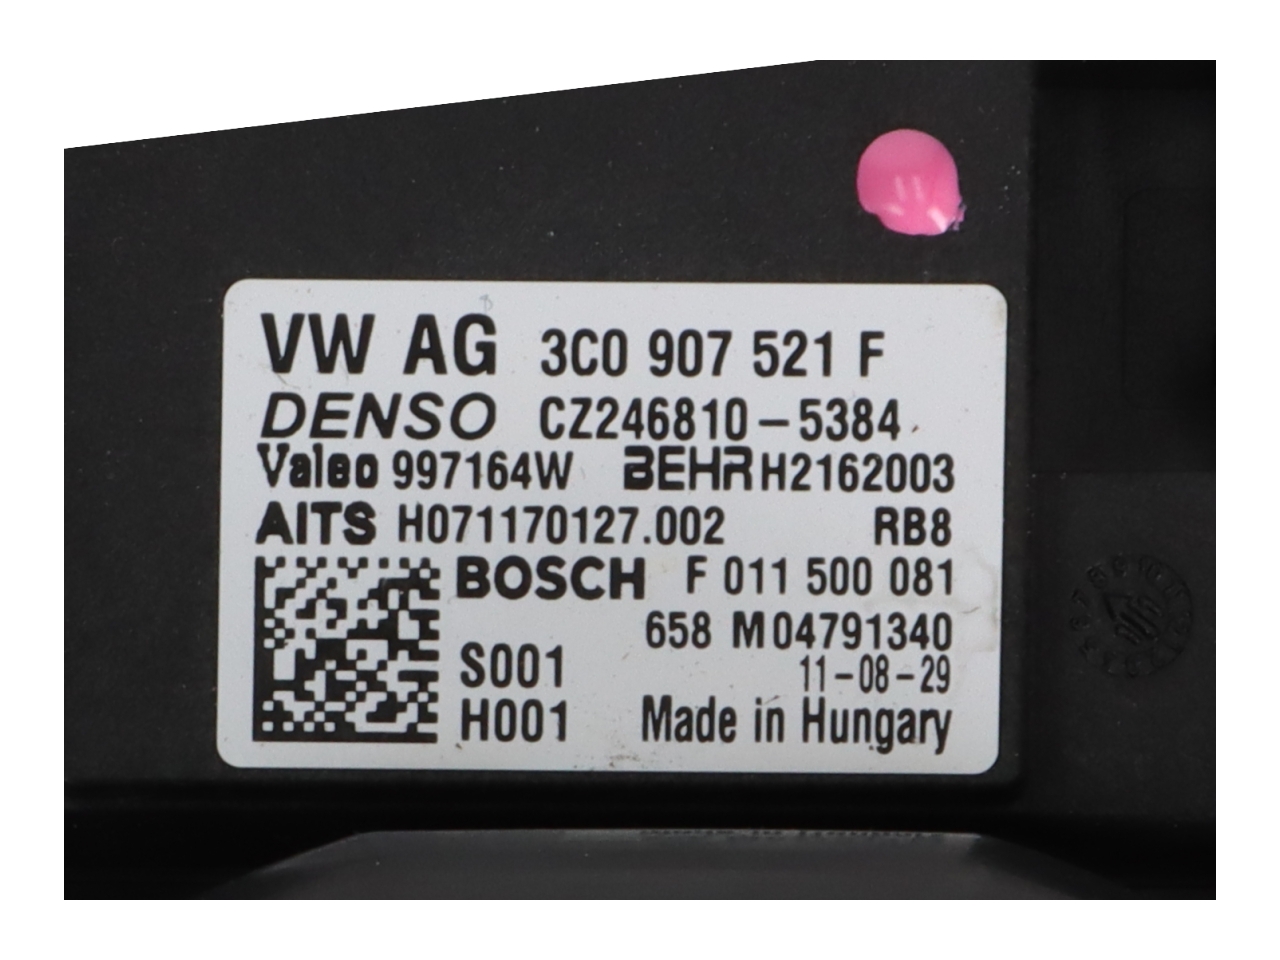 VW AG 3C0 907 521 F
DENSO CZ246810-5384
Valeo 997164W BEHR H2162003
AITS H071170127.002 RB8
BOSCH F 011 500 081
658 M04791340
S001 11-08-29
H001 Made in Hungary